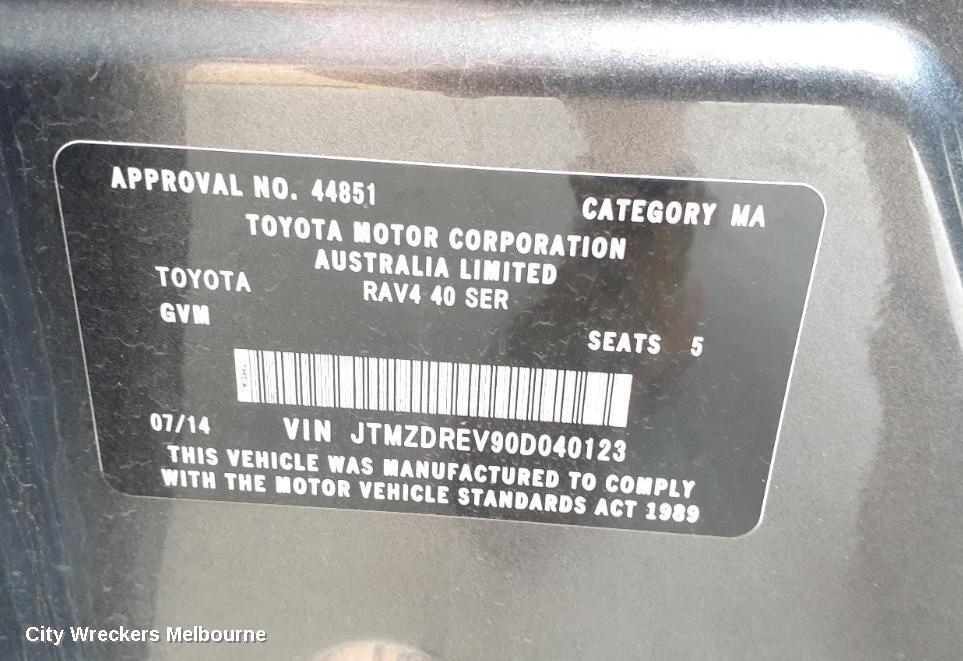 APPROVAL NO. 44851
CATEGORY MA
TOYOTA MOTOR CORPORATION
AUSTRALIA LIMITED
TOYOTA RAV4 40 SER
GVM
SEATS 5
07/14 VIN JTMZDREV90D040123
THIS VEHICLE WAS MANUFACTURED TO COMPLY
WITH THE MOTOR VEHICLE STANDARDS ACT 1989
City Wreckers Melbourne